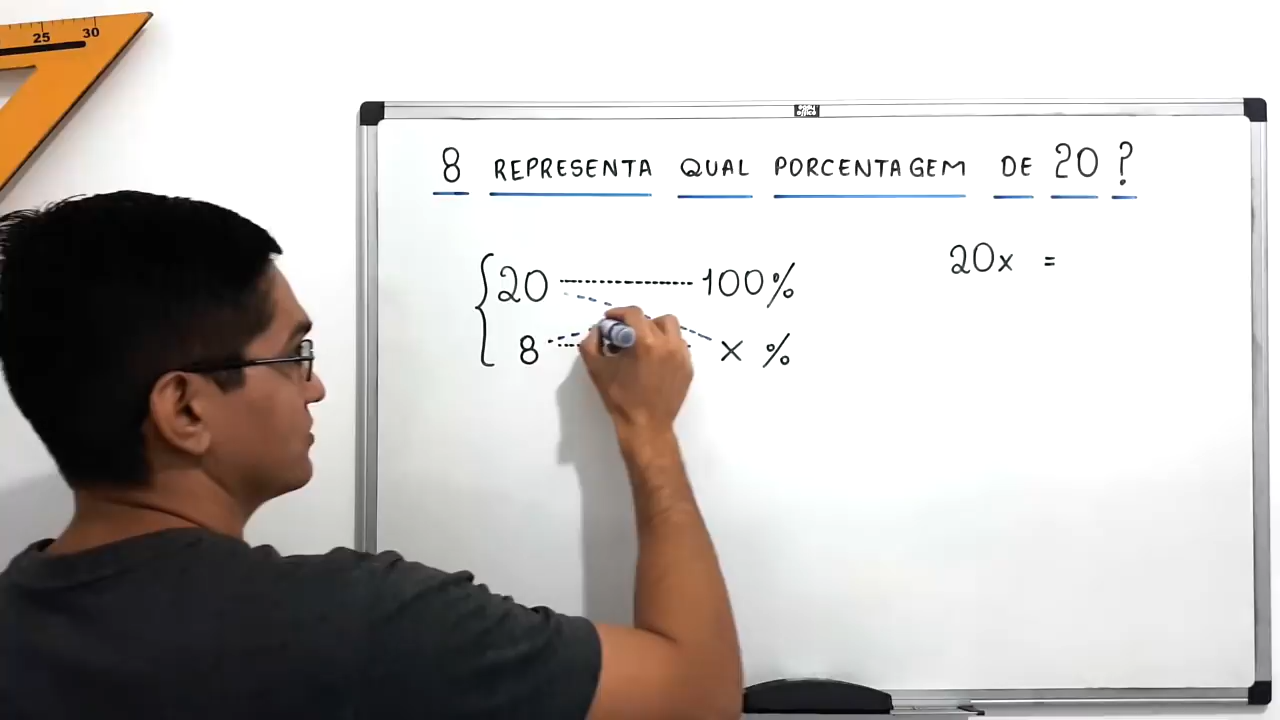 25 30
8 REPRESENTA QUAL PORCENTAGEM DE 20 ?
20 100%
8 x %
20x =